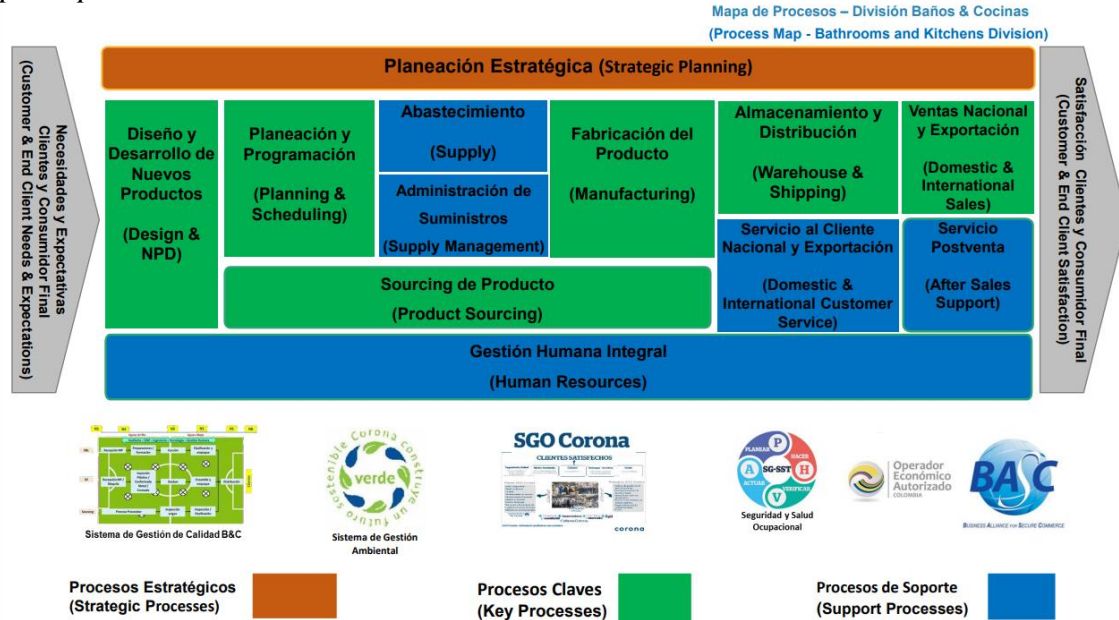 Mapa de Procesos – División Baños & Cocinas
(Process Map - Bathrooms and Kitchens Division)
Necesidades y Expectativas
Clientes y Consumidor Final
(Customer & End Client Needs & Expectations)
Planeación Estratégica (Strategic Planning)
Diseño y
Desarrollo de
Nuevos
Productos
(Design &
NPD)
Planeación y
Programación
(Planning &
Scheduling)
Abastecimiento
(Supply)
Administración de
Suministros
(Supply Management)
Fabricación del
Producto
(Manufacturing)
Almacenamiento y
Distribución
(Warehouse &
Shipping)
Ventas Nacional
y Exportación
(Domestic &
International
Sales)
Sourcing de Producto
(Product Sourcing)
Servicio al Cliente
Nacional y Exportación
(Domestic &
International Customer
Service)
Servicio
Postventa
(After Sales
Support)
Gestión Humana Integral
(Human Resources)
Satisfacción Clientes y Consumidor Final
(Customer & End Client Satisfaction)
Sistema de Gestión de Calidad B&C
Corona construye un futuro sostenible
verde
Sistema de Gestión
Ambiental
SGO Corona
CLIENTES SATISFECHOS
corona
PLANEAR
P
HACER
H
VERIFICAR
V
ACTUAR
A
SG-SST
Seguridad y Salud
Ocupacional
Operador
Económico
Autorizado
COLOMBIA
BASC
BUSINESS ALLIANCE FOR SECURE COMMERCE
Procesos Estratégicos
(Strategic Processes)
Procesos Claves
(Key Processes)
Procesos de Soporte
(Support Processes)